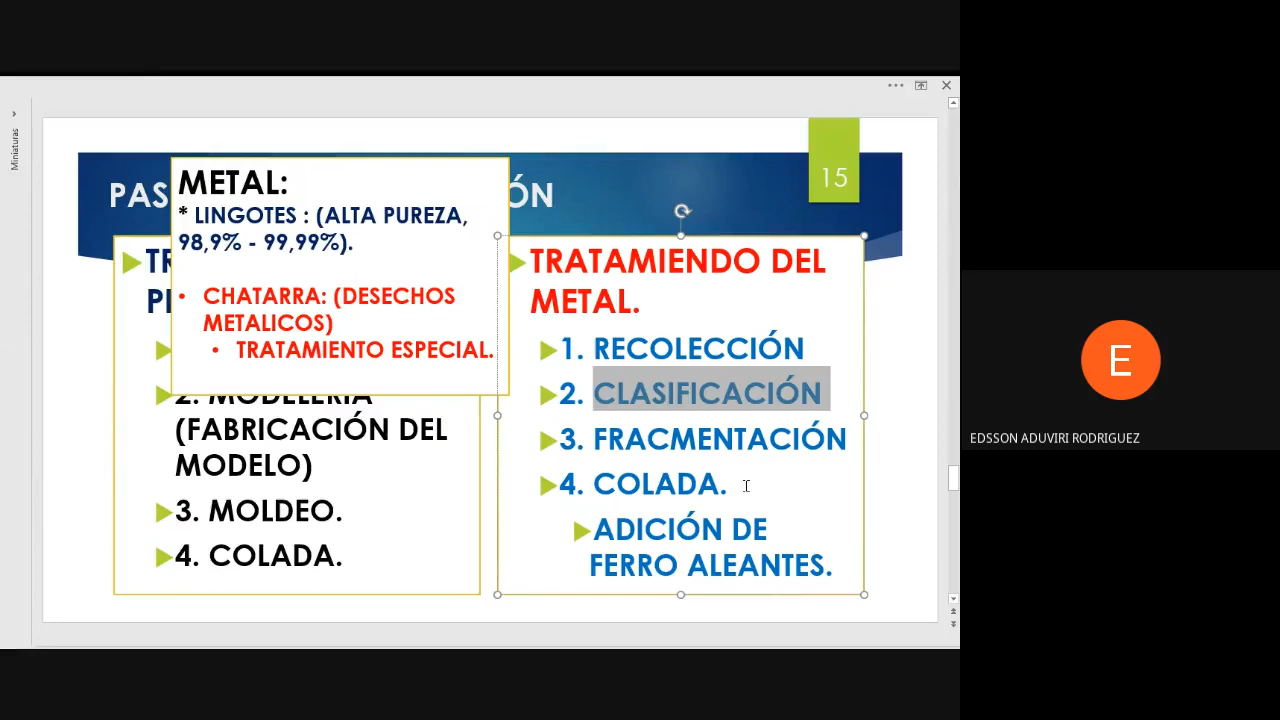 Miniaturas
15
PAS
ÓN
METAL:
* LINGOTES : (ALTA PUREZA,
98,9% - 99,99%).
• CHATARRA: (DESECHOS
METALICOS)
• TRATAMIENTO ESPECIAL.
(FABRICACIÓN DEL
MODELO)
3. MOLDEO.
4. COLADA.
TRATAMIENDO DEL
METAL.
1. RECOLECCIÓN
2. CLASIFICACIÓN
3. FRACMENTACIÓN
4. COLADA.
ADICIÓN DE
FERRO ALEANTES.
E
EDSSON ADUVIRI RODRIGUEZ